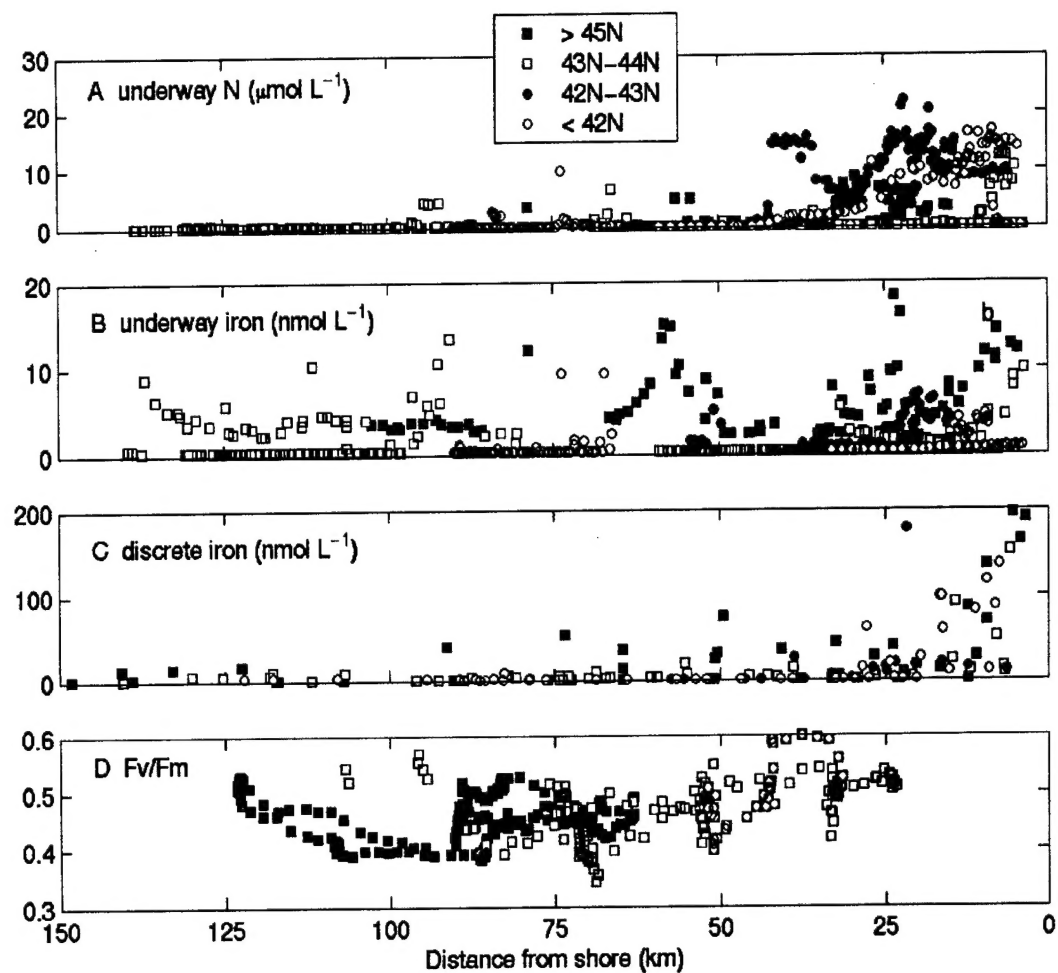 > 45N
43N–44N
42N–43N
< 42N
30
20
10
0
A underway N (μmol L⁻¹)
20
10
0
B underway iron (nmol L⁻¹)
b
200
100
0
C discrete iron (nmol L⁻¹)
0.6
0.5
0.4
0.3
D Fv/Fm
150 125 100 75 50 25 0
Distance from shore (km)